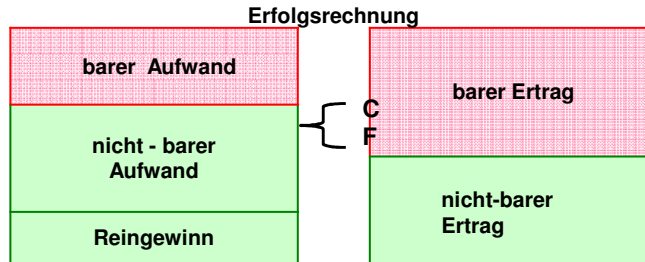 Erfolgsrechnung
barer Aufwand
nicht - barer
Aufwand
Reingewinn
C
F
barer Ertrag
nicht-barer
Ertrag